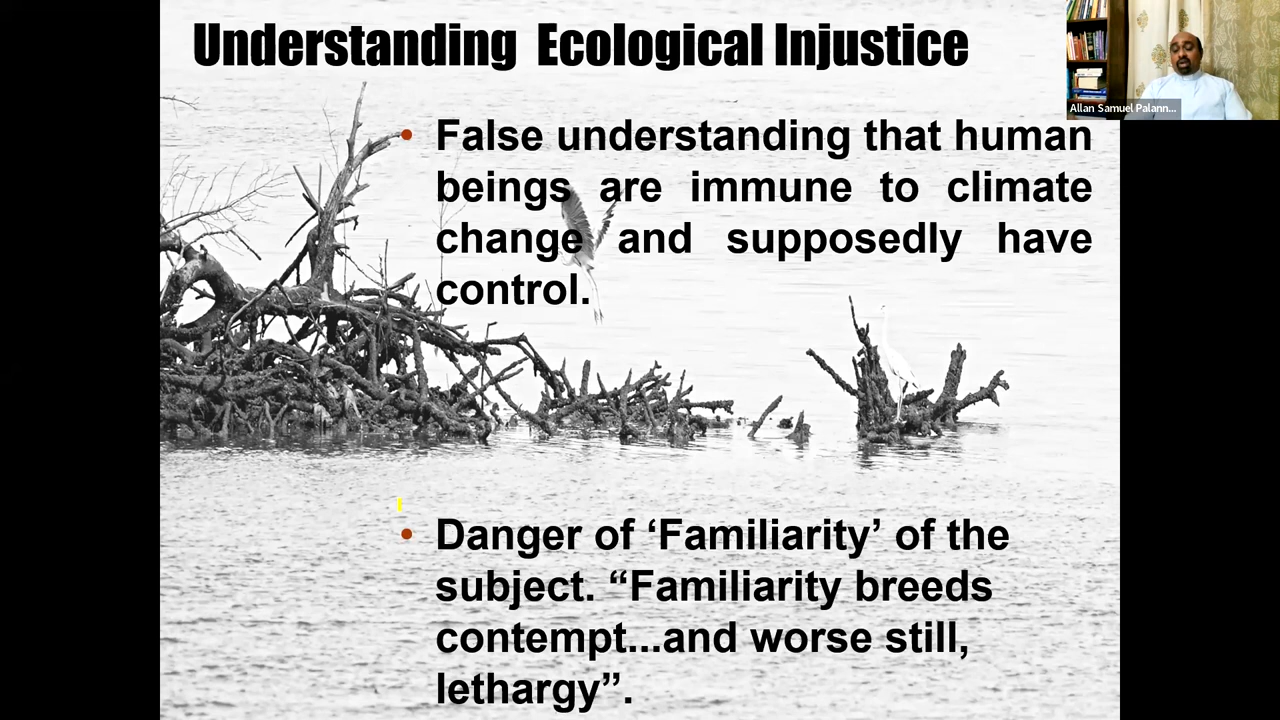 Understanding Ecological Injustice
Allan Samuel Palann...
• False understanding that human
beings are immune to climate
change and supposedly have
control.
• Danger of ‘Familiarity’ of the
subject. “Familiarity breeds
contempt...and worse still,
lethargy”.